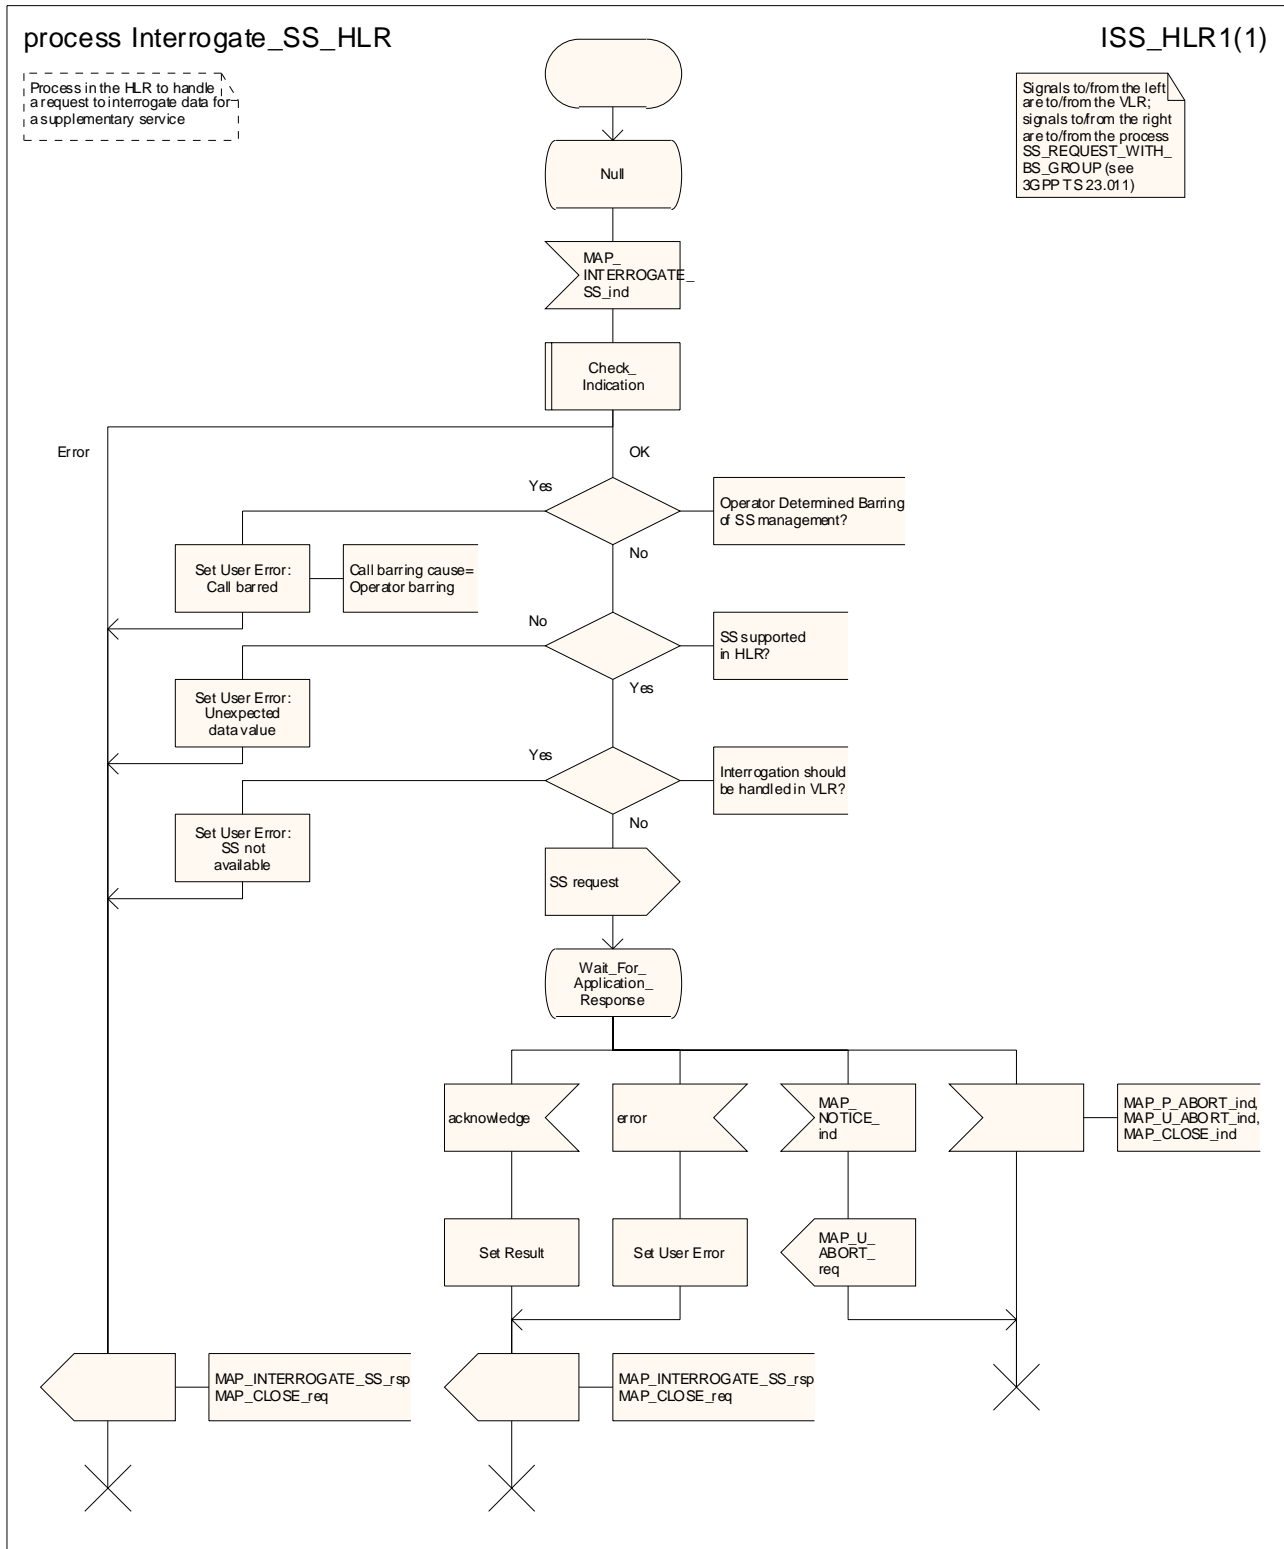 process Interrogate_SS_HLR
ISS_HLR1(1)
Process in the HLR to handle
a request to interrogate data for
a supplementary service
Signals to/from the left
are to/from the VLR;
signals to/from the right
are to/from the process
SS_REQUEST_WITH_
BS_GROUP (see
3GPP TS 23.011)
Null
MAP_
INTERROGATE_
SS_ind
Check_
Indication
Error
OK
Yes
Operator Determined Barring
of SS management?
No
Set User Error:
Call barred
Call barring cause=
Operator barring
No
SS supported
in HLR?
Yes
Set User Error:
Unexpected
data value
Yes
Interrogation should
be handled in VLR?
No
Set User Error:
SS not
available
SS request
Wait_For_
Application_
Response
acknowledge
error
MAP_
NOTICE_
ind
MAP_P_ABORT_ind,
MAP_U_ABORT_ind,
MAP_CLOSE_ind
Set Result
Set User Error
MAP_U_
ABORT_
req
MAP_INTERROGATE_SS_rsp
MAP_CLOSE_req
MAP_INTERROGATE_SS_rsp
MAP_CLOSE_req